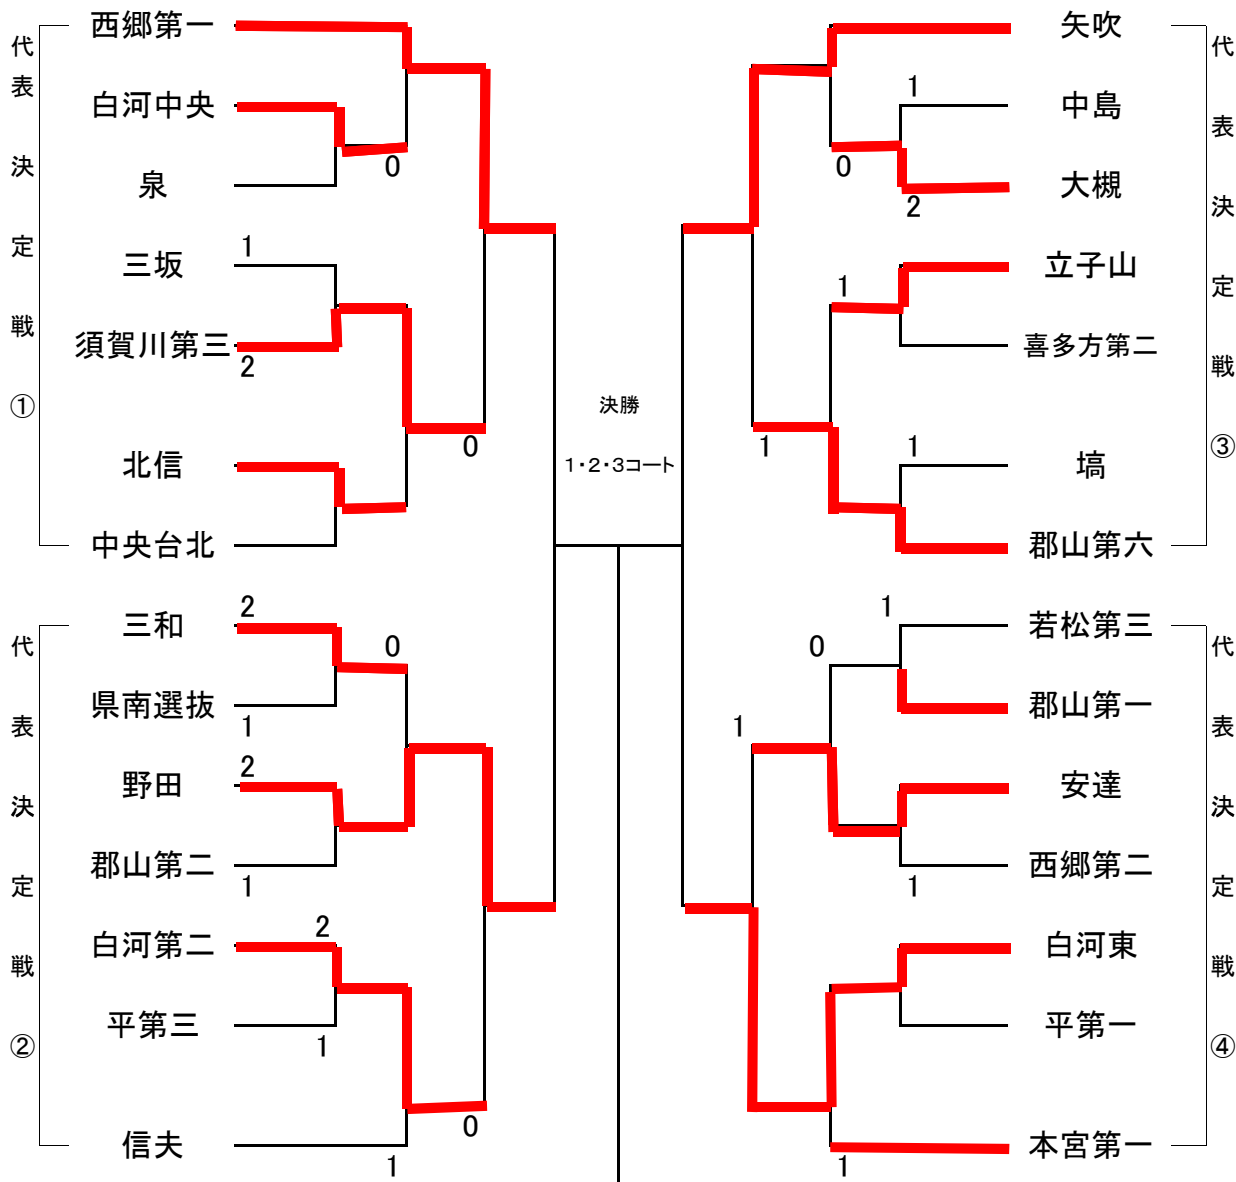 代表決定戦①
西郷第一
白河中央
0
泉
1
三坂
須賀川第三
2
0
北信
中央台北
代表決定戦②
2
三和
0
県南選抜
1
2
野田
郡山第二
1
2
白河第二
平第三
1
0
信夫
1
決勝
1・2・3コート
代表決定戦③
矢吹
1
中島
0
大槻
2
立子山
1
喜多方第二
1
1
塙
郡山第六
代表決定戦④
1
若松第三
0
郡山第一
1
安達
西郷第二
1
白河東
平第一
本宮第一
1